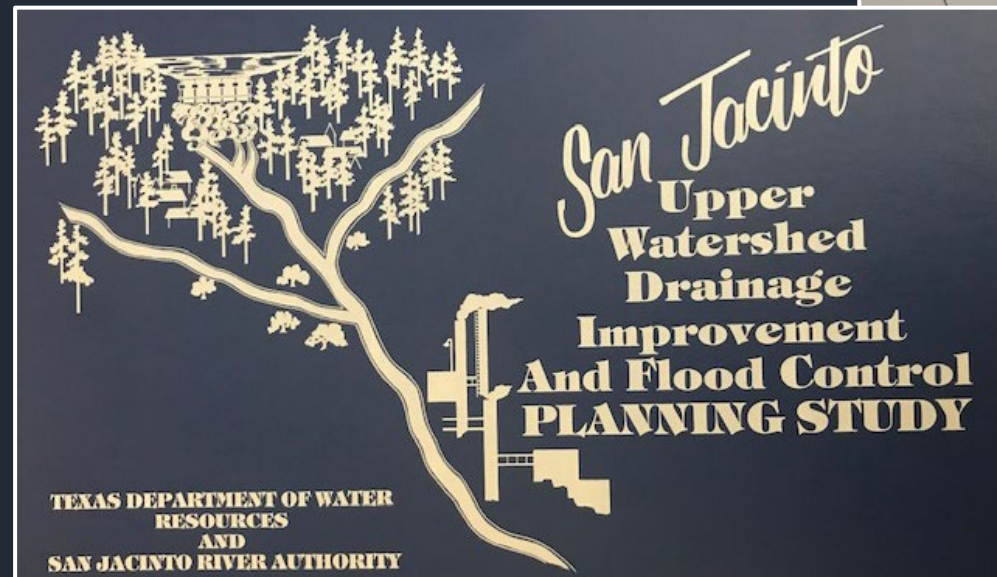 San Jacinto
Upper
Watershed
Drainage
Improvement
And Flood Control
PLANNING STUDY
TEXAS DEPARTMENT OF WATER
RESOURCES
AND
SAN JACINTO RIVER AUTHORITY